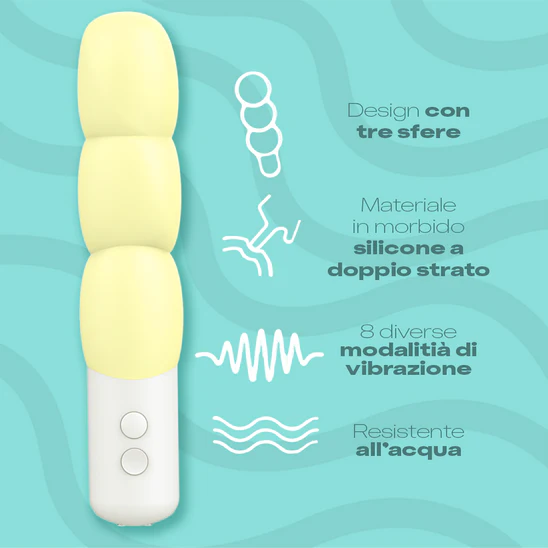 Design con
tre sfere
Materiale
in morbido
silicone a
doppio strato
8 diverse
modalitià di
vibrazione
Resistente
all'acqua